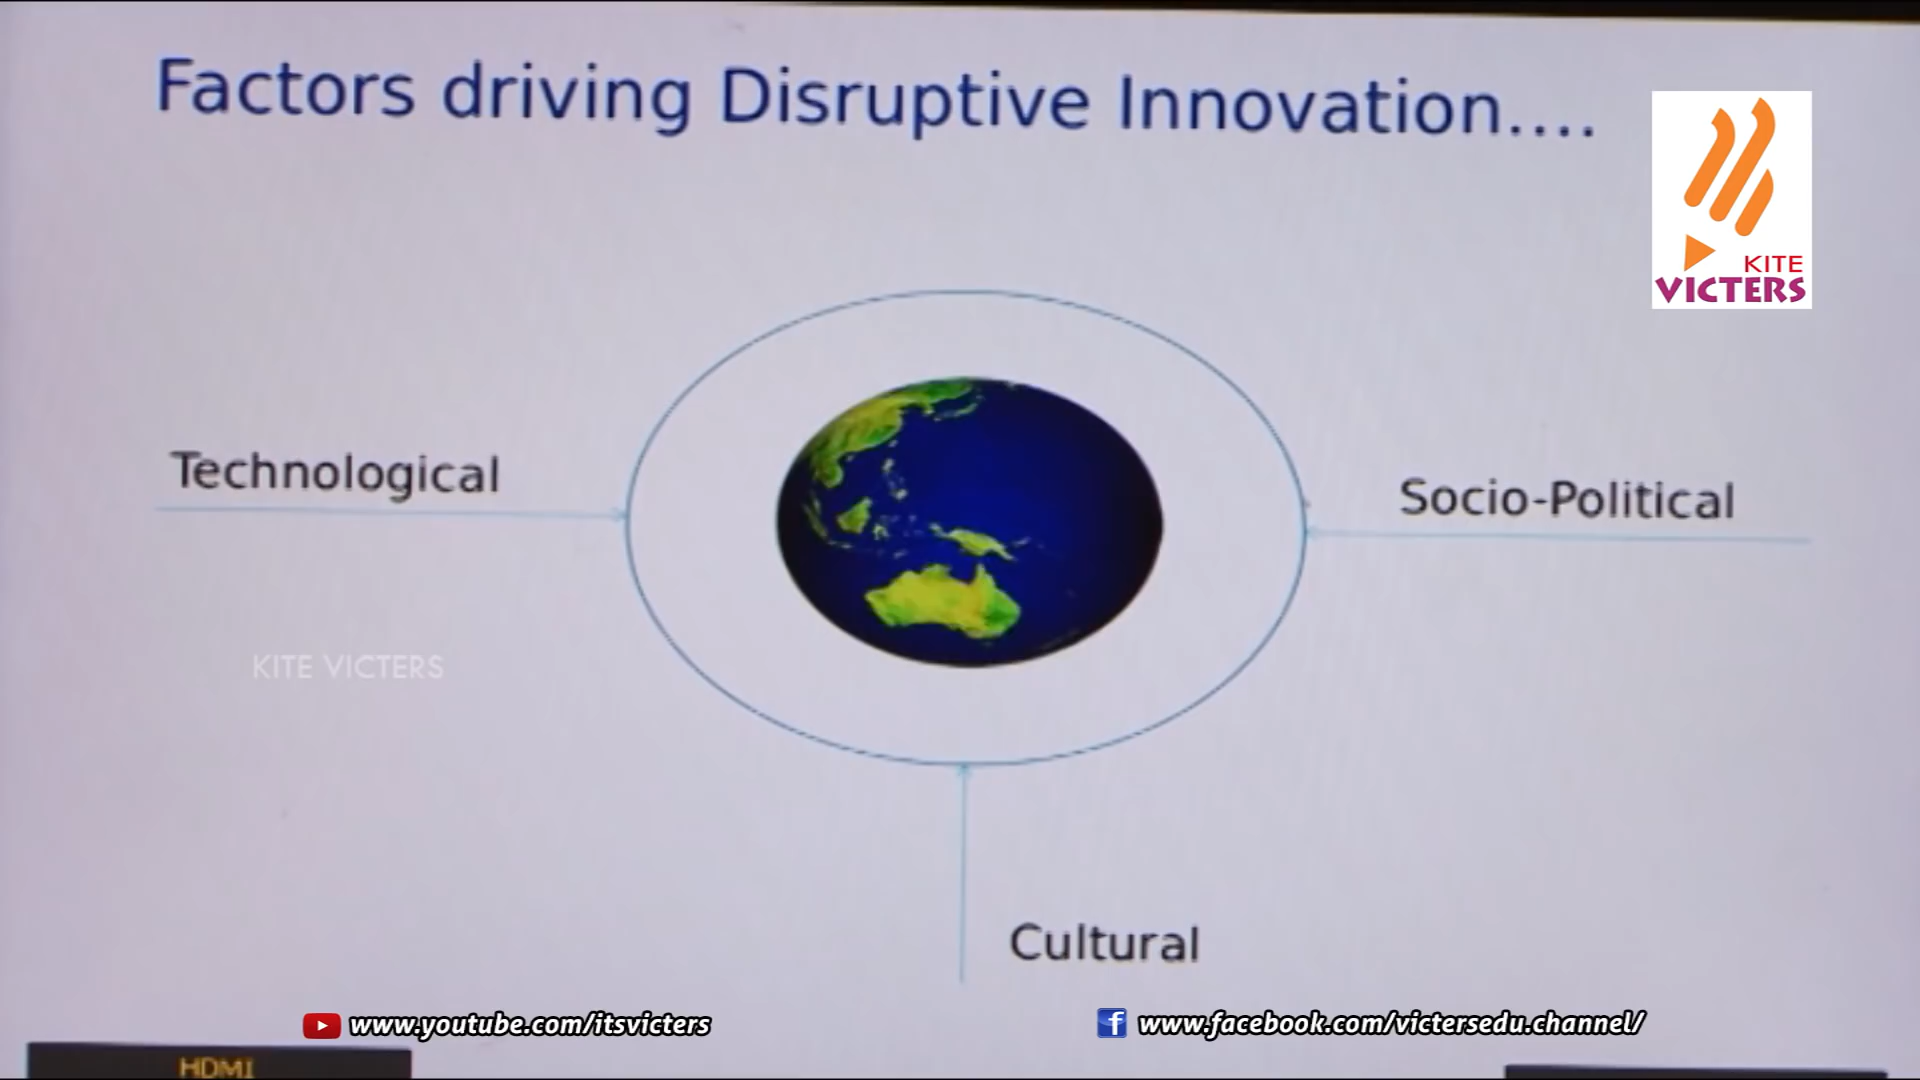 Factors driving Disruptive Innovation....
KITE
VICTERS
Technological
Socio-Political
KITE VICTERS
Cultural
www.youtube.com/itsvicters
www.facebook.com/victersedu.channel/
HDMI